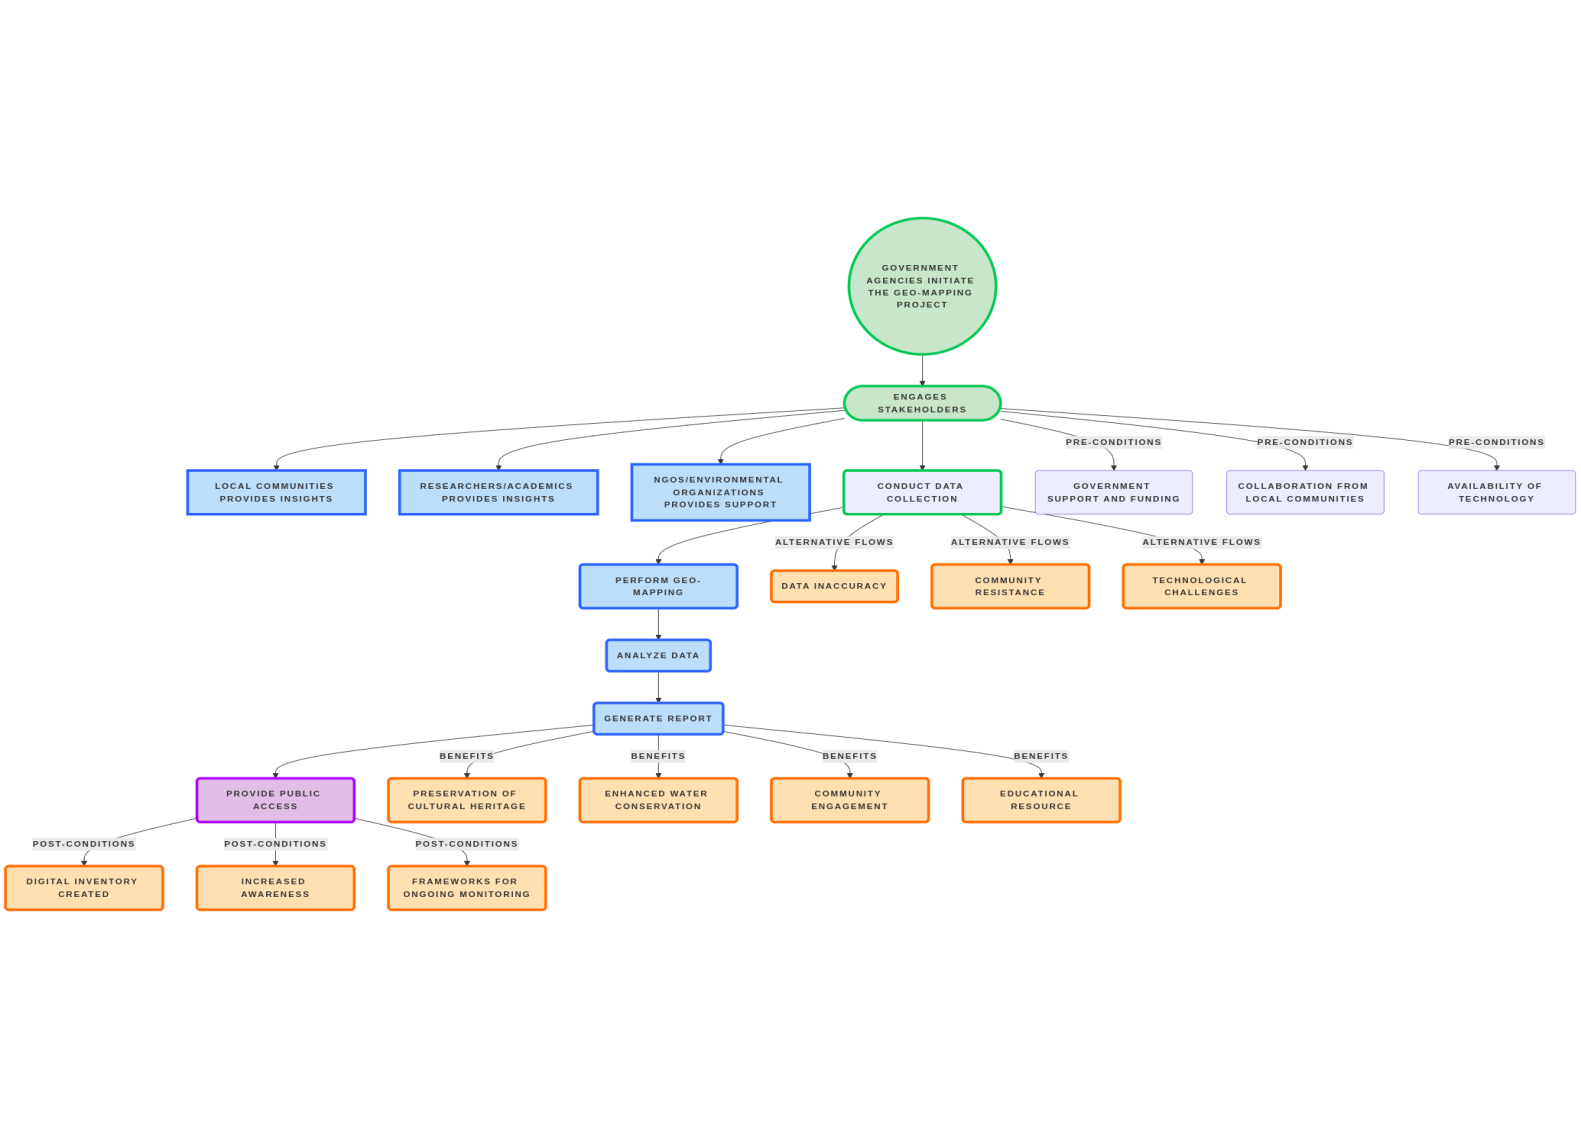 GOVERNMENT
AGENCIES INITIATE
THE GEO-MAPPING
PROJECT
ENGAGES
STAKEHOLDERS
PRE-CONDITIONS
PRE-CONDITIONS
PRE-CONDITIONS
LOCAL COMMUNITIES
PROVIDES INSIGHTS
RESEARCHERS/ACADEMICS
PROVIDES INSIGHTS
NGOS/ENVIRONMENTAL
ORGANIZATIONS
PROVIDES SUPPORT
CONDUCT DATA
COLLECTION
GOVERNMENT
SUPPORT AND FUNDING
COLLABORATION FROM
LOCAL COMMUNITIES
AVAILABILITY OF
TECHNOLOGY
ALTERNATIVE FLOWS
ALTERNATIVE FLOWS
ALTERNATIVE FLOWS
PERFORM GEO-
MAPPING
DATA INACCURACY
COMMUNITY
RESISTANCE
TECHNOLOGICAL
CHALLENGES
ANALYZE DATA
GENERATE REPORT
BENEFITS
BENEFITS
BENEFITS
BENEFITS
PROVIDE PUBLIC
ACCESS
PRESERVATION OF
CULTURAL HERITAGE
ENHANCED WATER
CONSERVATION
COMMUNITY
ENGAGEMENT
EDUCATIONAL
RESOURCE
POST-CONDITIONS
POST-CONDITIONS
POST-CONDITIONS
DIGITAL INVENTORY
CREATED
INCREASED
AWARENESS
FRAMEWORKS FOR
ONGOING MONITORING